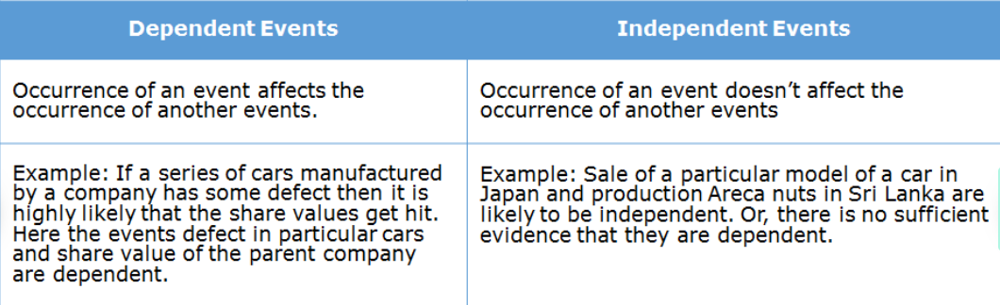 Dependent Events
Independent Events
Occurrence of an event affects the
occurrence of another events.
Occurrence of an event doesn’t affect the
occurrence of another events
Example: If a series of cars manufactured
by a company has some defect then it is
highly likely that the share values get hit.
Here the events defect in particular cars
and share value of the parent company
are dependent.
Example: Sale of a particular model of a car in
Japan and production Areca nuts in Sri Lanka are
likely to be independent. Or, there is no sufficient
evidence that they are dependent.